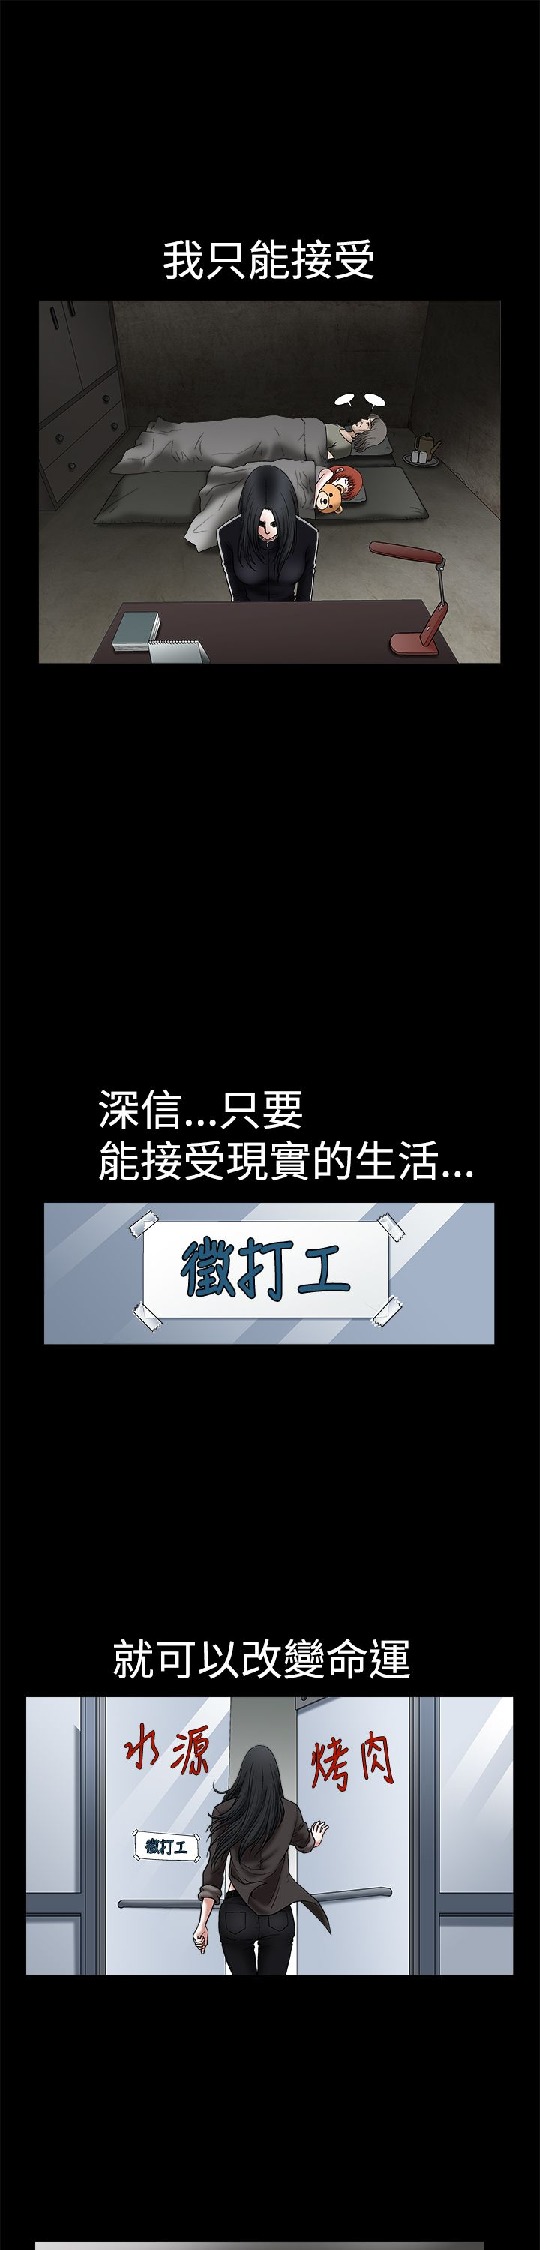 我只能接受
深信...只要
能接受現實的生活...
徵打工
就可以改變命運
水源 烤肉
徵打工